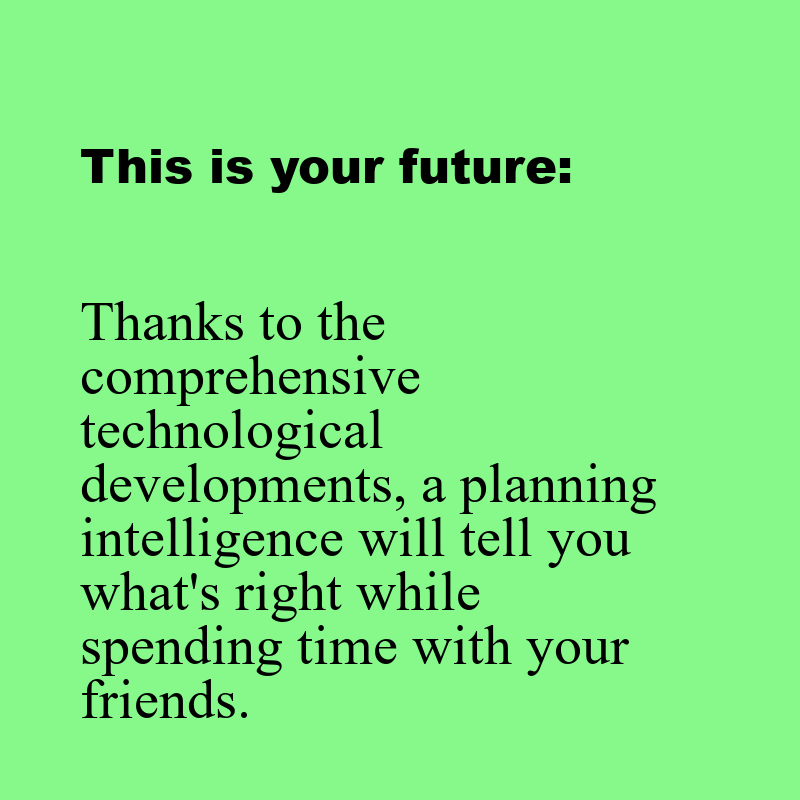 This is your future:
Thanks to the
comprehensive
technological
developments, a planning
intelligence will tell you
what's right while
spending time with your
friends.